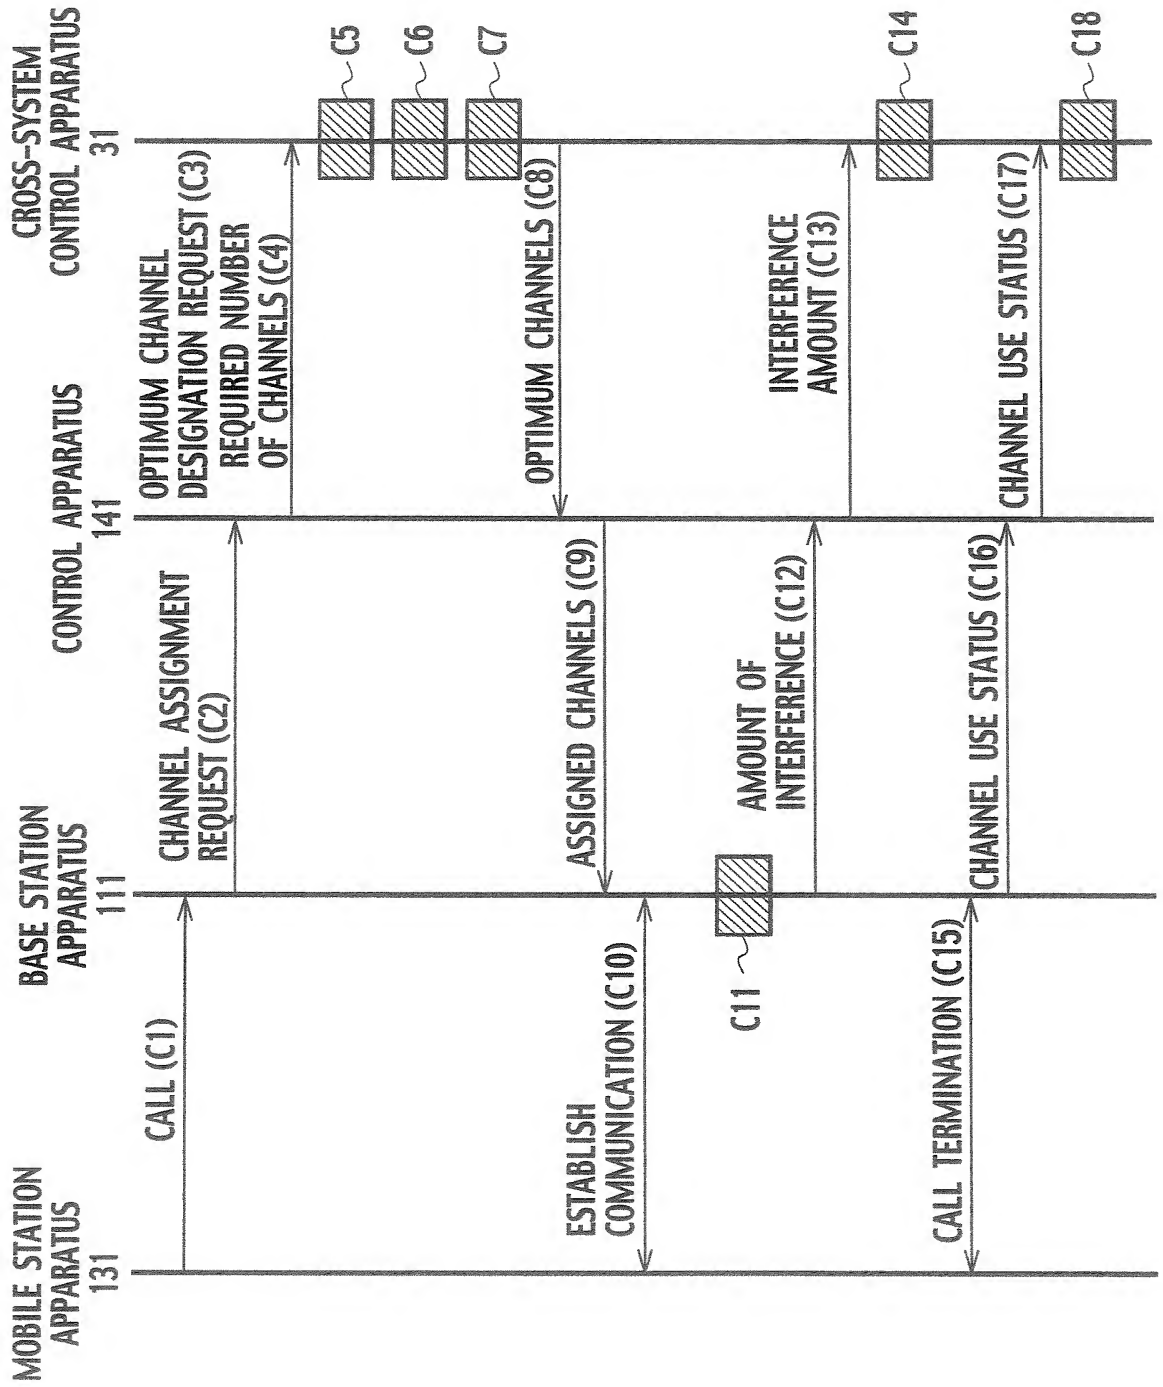 MOBILE STATION
APPARATUS
131
BASE STATION
APPARATUS
111
CONTROL APPARATUS
141
CROSS-SYSTEM
CONTROL APPARATUS
31
CALL (C1)
CHANNEL ASSIGNMENT
REQUEST (C2)
OPTIMUM CHANNEL
DESIGNATION REQUEST (C3)
REQUIRED NUMBER
OF CHANNELS (C4)
C5
C6
C7
OPTIMUM CHANNELS (C8)
ASSIGNED CHANNELS (C9)
ESTABLISH
COMMUNICATION (C10)
C11
AMOUNT OF
INTERFERENCE (C12)
INTERFERENCE
AMOUNT (C13)
C14
CALL TERMINATION (C15)
CHANNEL USE STATUS (C16)
CHANNEL USE STATUS (C17)
C18